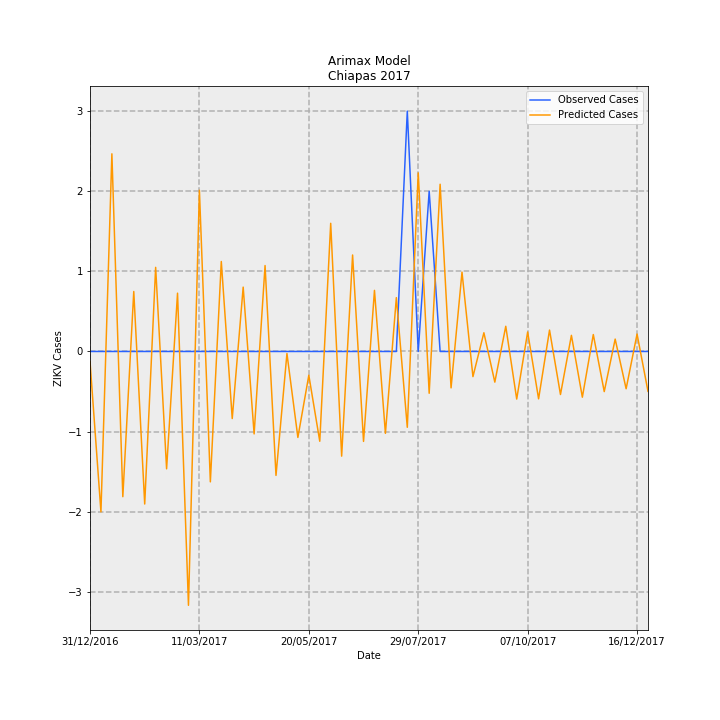 Arimax Model
Chiapas 2017
Observed Cases
Predicted Cases
3
2
1
0
−1
−2
−3
ZIKV Cases
31/12/2016 11/03/2017 20/05/2017 29/07/2017 07/10/2017 16/12/2017
Date